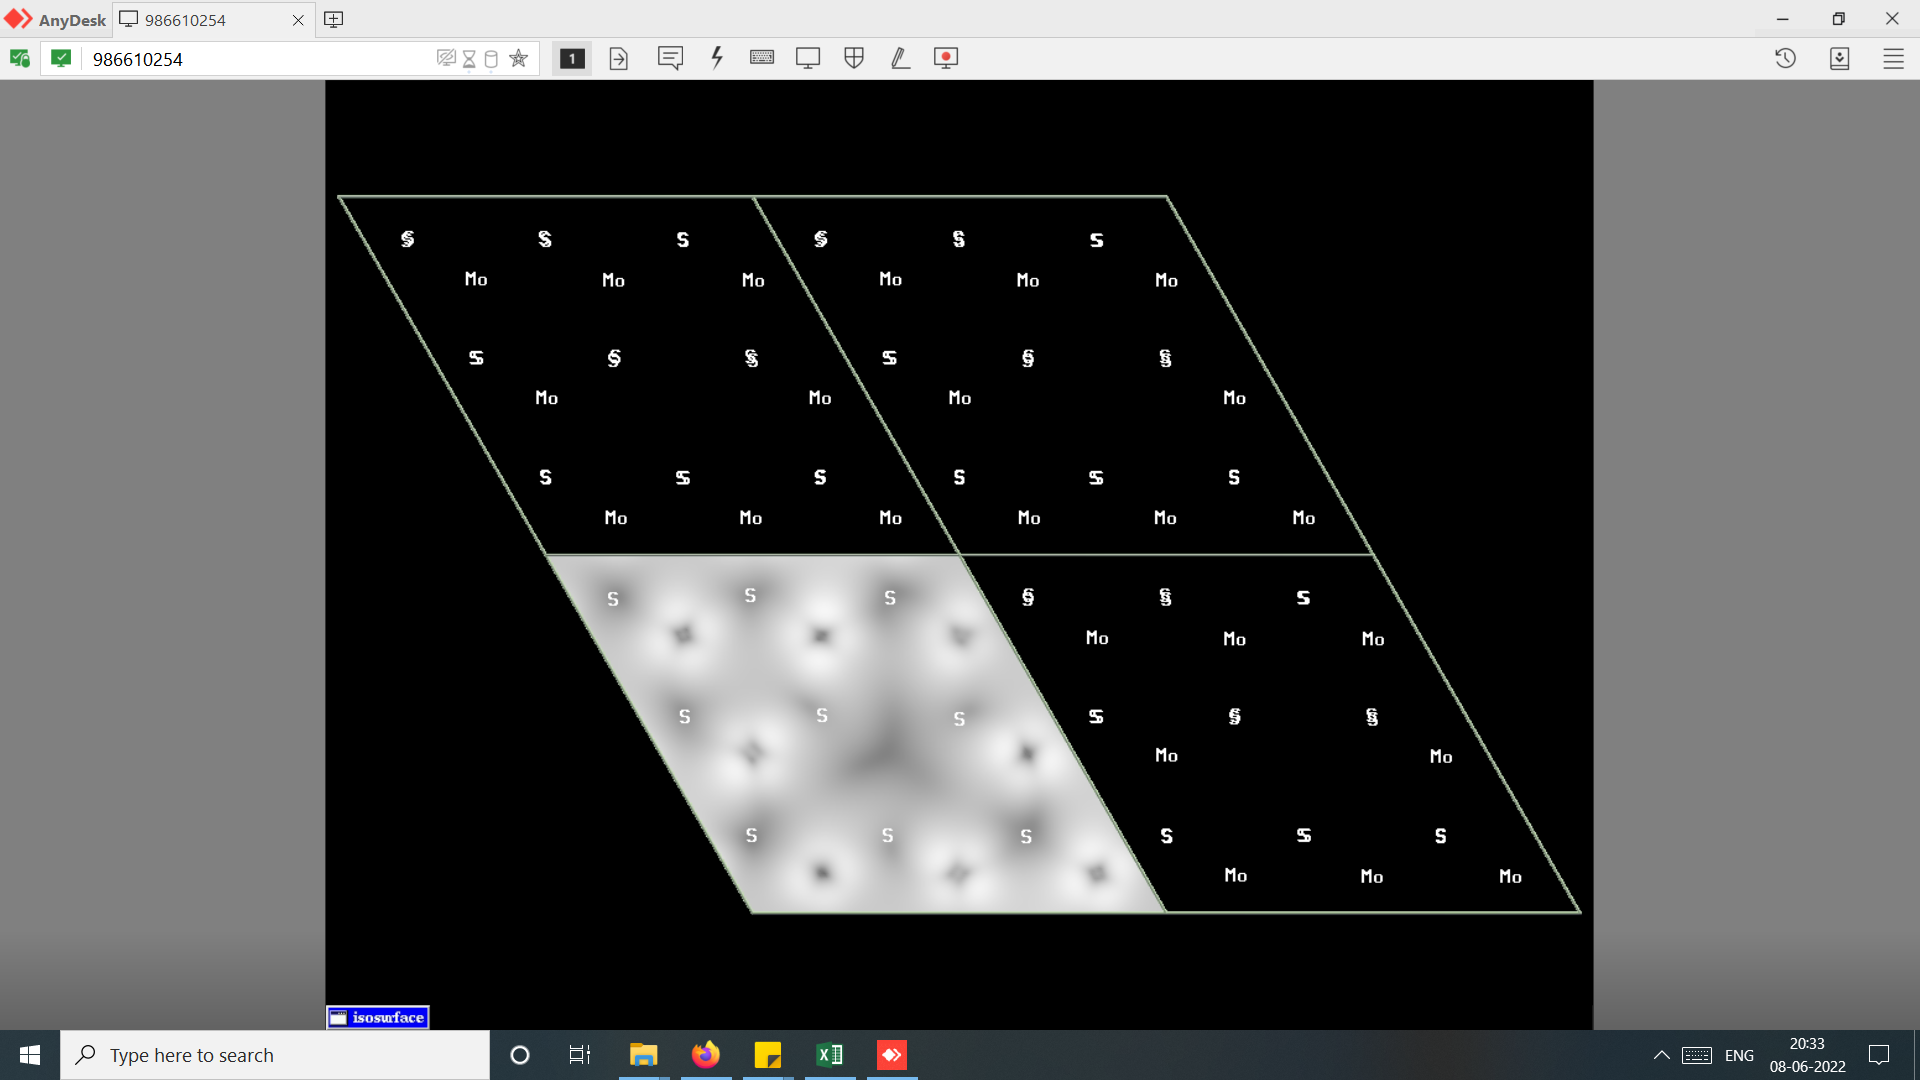 AnyDesk 986610254
986610254 1
S S S S S S
Mo Mo Mo Mo Mo Mo
S S S S S S
Mo Mo Mo Mo
S S S S S S
Mo Mo Mo Mo Mo Mo
S S S S S S
Mo Mo Mo
S S S S S S
Mo Mo
S S S S S S
Mo Mo Mo
isosurface
Type here to search
ENG
20:33
08-06-2022